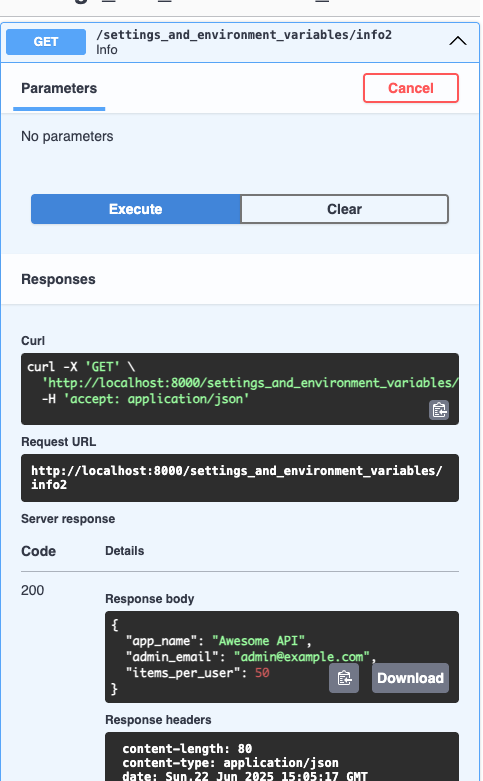 GET
/settings_and_environment_variables/info2
Info
Parameters
Cancel
No parameters
Execute
Clear
Responses
Curl
curl -X 'GET' \
'http://localhost:8000/settings_and_environment_variables/
-H 'accept: application/json'
Request URL
http://localhost:8000/settings_and_environment_variables/
info2
Server response
Code
Details
200
Response body
{
"app_name": "Awesome API",
"admin_email": "admin@example.com",
"items_per_user": 50
}
Download
Response headers
content-length: 80
content-type: application/json
date: Sun,22 Jun 2025 15:05:17 GMT